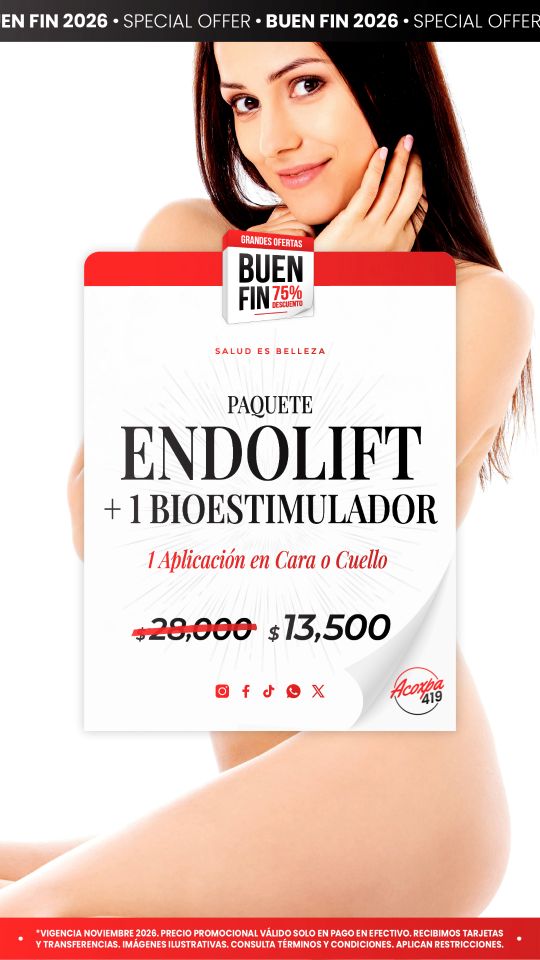 EN FIN 2026 • SPECIAL OFFER • BUEN FIN 2026 • SPECIAL OFFER
GRANDES OFERTAS
BUEN
FIN 75%
DESCUENTO
SALUD ES BELLEZA
PAQUETE
ENDOLIFT
+ 1 BIOESTIMULADOR
1 Aplicación en Cara o Cuello
$28,000 $13,500
Acoxpa
419
*VIGENCIA NOVIEMBRE 2026. PRECIO PROMOCIONAL VÁLIDO SOLO EN PAGO EN EFECTIVO. RECIBIMOS TARJETAS
Y TRANSFERENCIAS. IMÁGENES ILUSTRATIVAS. CONSULTA TÉRMINOS Y CONDICIONES. APLICAN RESTRICCIONES.